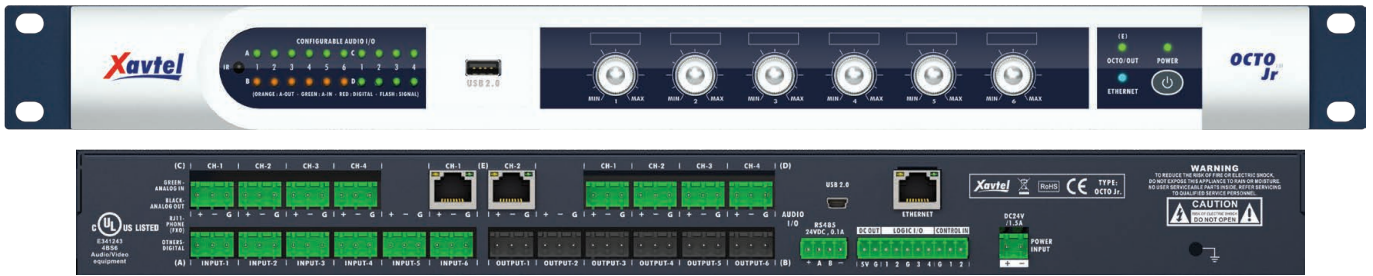 Xavtel
CONFIGURABLE AUDIO I/O
A C
IR 1 2 3 4 5 6 1 2 3 4
B D
(ORANGE : A-OUT - GREEN : A-IN - RED : DIGITAL - FLASH : SIGNAL)
USB 2.0
MIN 1 MAX MIN 2 MAX MIN 3 MAX MIN 4 MAX MIN 5 MAX MIN 6 MAX
(E)
OCTO/OUT POWER
ETHERNET
OCTO
Jr
(C) CH-1 CH-2 CH-3 CH-4 CH-1 (E) CH-2 CH-1 CH-2 CH-3 CH-4 (D)
GREEN-
ANALOG IN
BLACK-
ANALOG OUT
RJ11-
PHONE
(FXO)
OTHERS-
DIGITAL
+ − G + − G + − G + − G + − G + − G + − G + − G + − G + − G + − G + − G
AUDIO
I/O
C UL US LISTED
E341243
4BS6
Audio/Video
equipment
(A) INPUT-1 INPUT-2 INPUT-3 INPUT-4 INPUT-5 INPUT-6 OUTPUT-1 OUTPUT-2 OUTPUT-3 OUTPUT-4 OUTPUT-5 OUTPUT-6 (B)
USB 2.0
RS485
24VDC, 0.1A
+ A B −
ETHERNET
DC OUT LOGIC I/O CONTROL IN
5V G 1 2 G 3 4 G 1 2
Xavtel RoHS CE TYPE:
OCTO Jr.
DC24V
/1.5A
POWER
INPUT
+ −
WARNING
TO REDUCE THE RISK OF FIRE OR ELECTRIC SHOCK,
DO NOT EXPOSE THIS APPLIANCE TO RAIN OR MOISTURE.
NO USER SERVICEABLE PARTS INSIDE. REFER SERVICING
TO QUALIFIED SERVICE PERSONNEL.
CAUTION
RISK OF ELECTRIC SHOCK
DO NOT OPEN